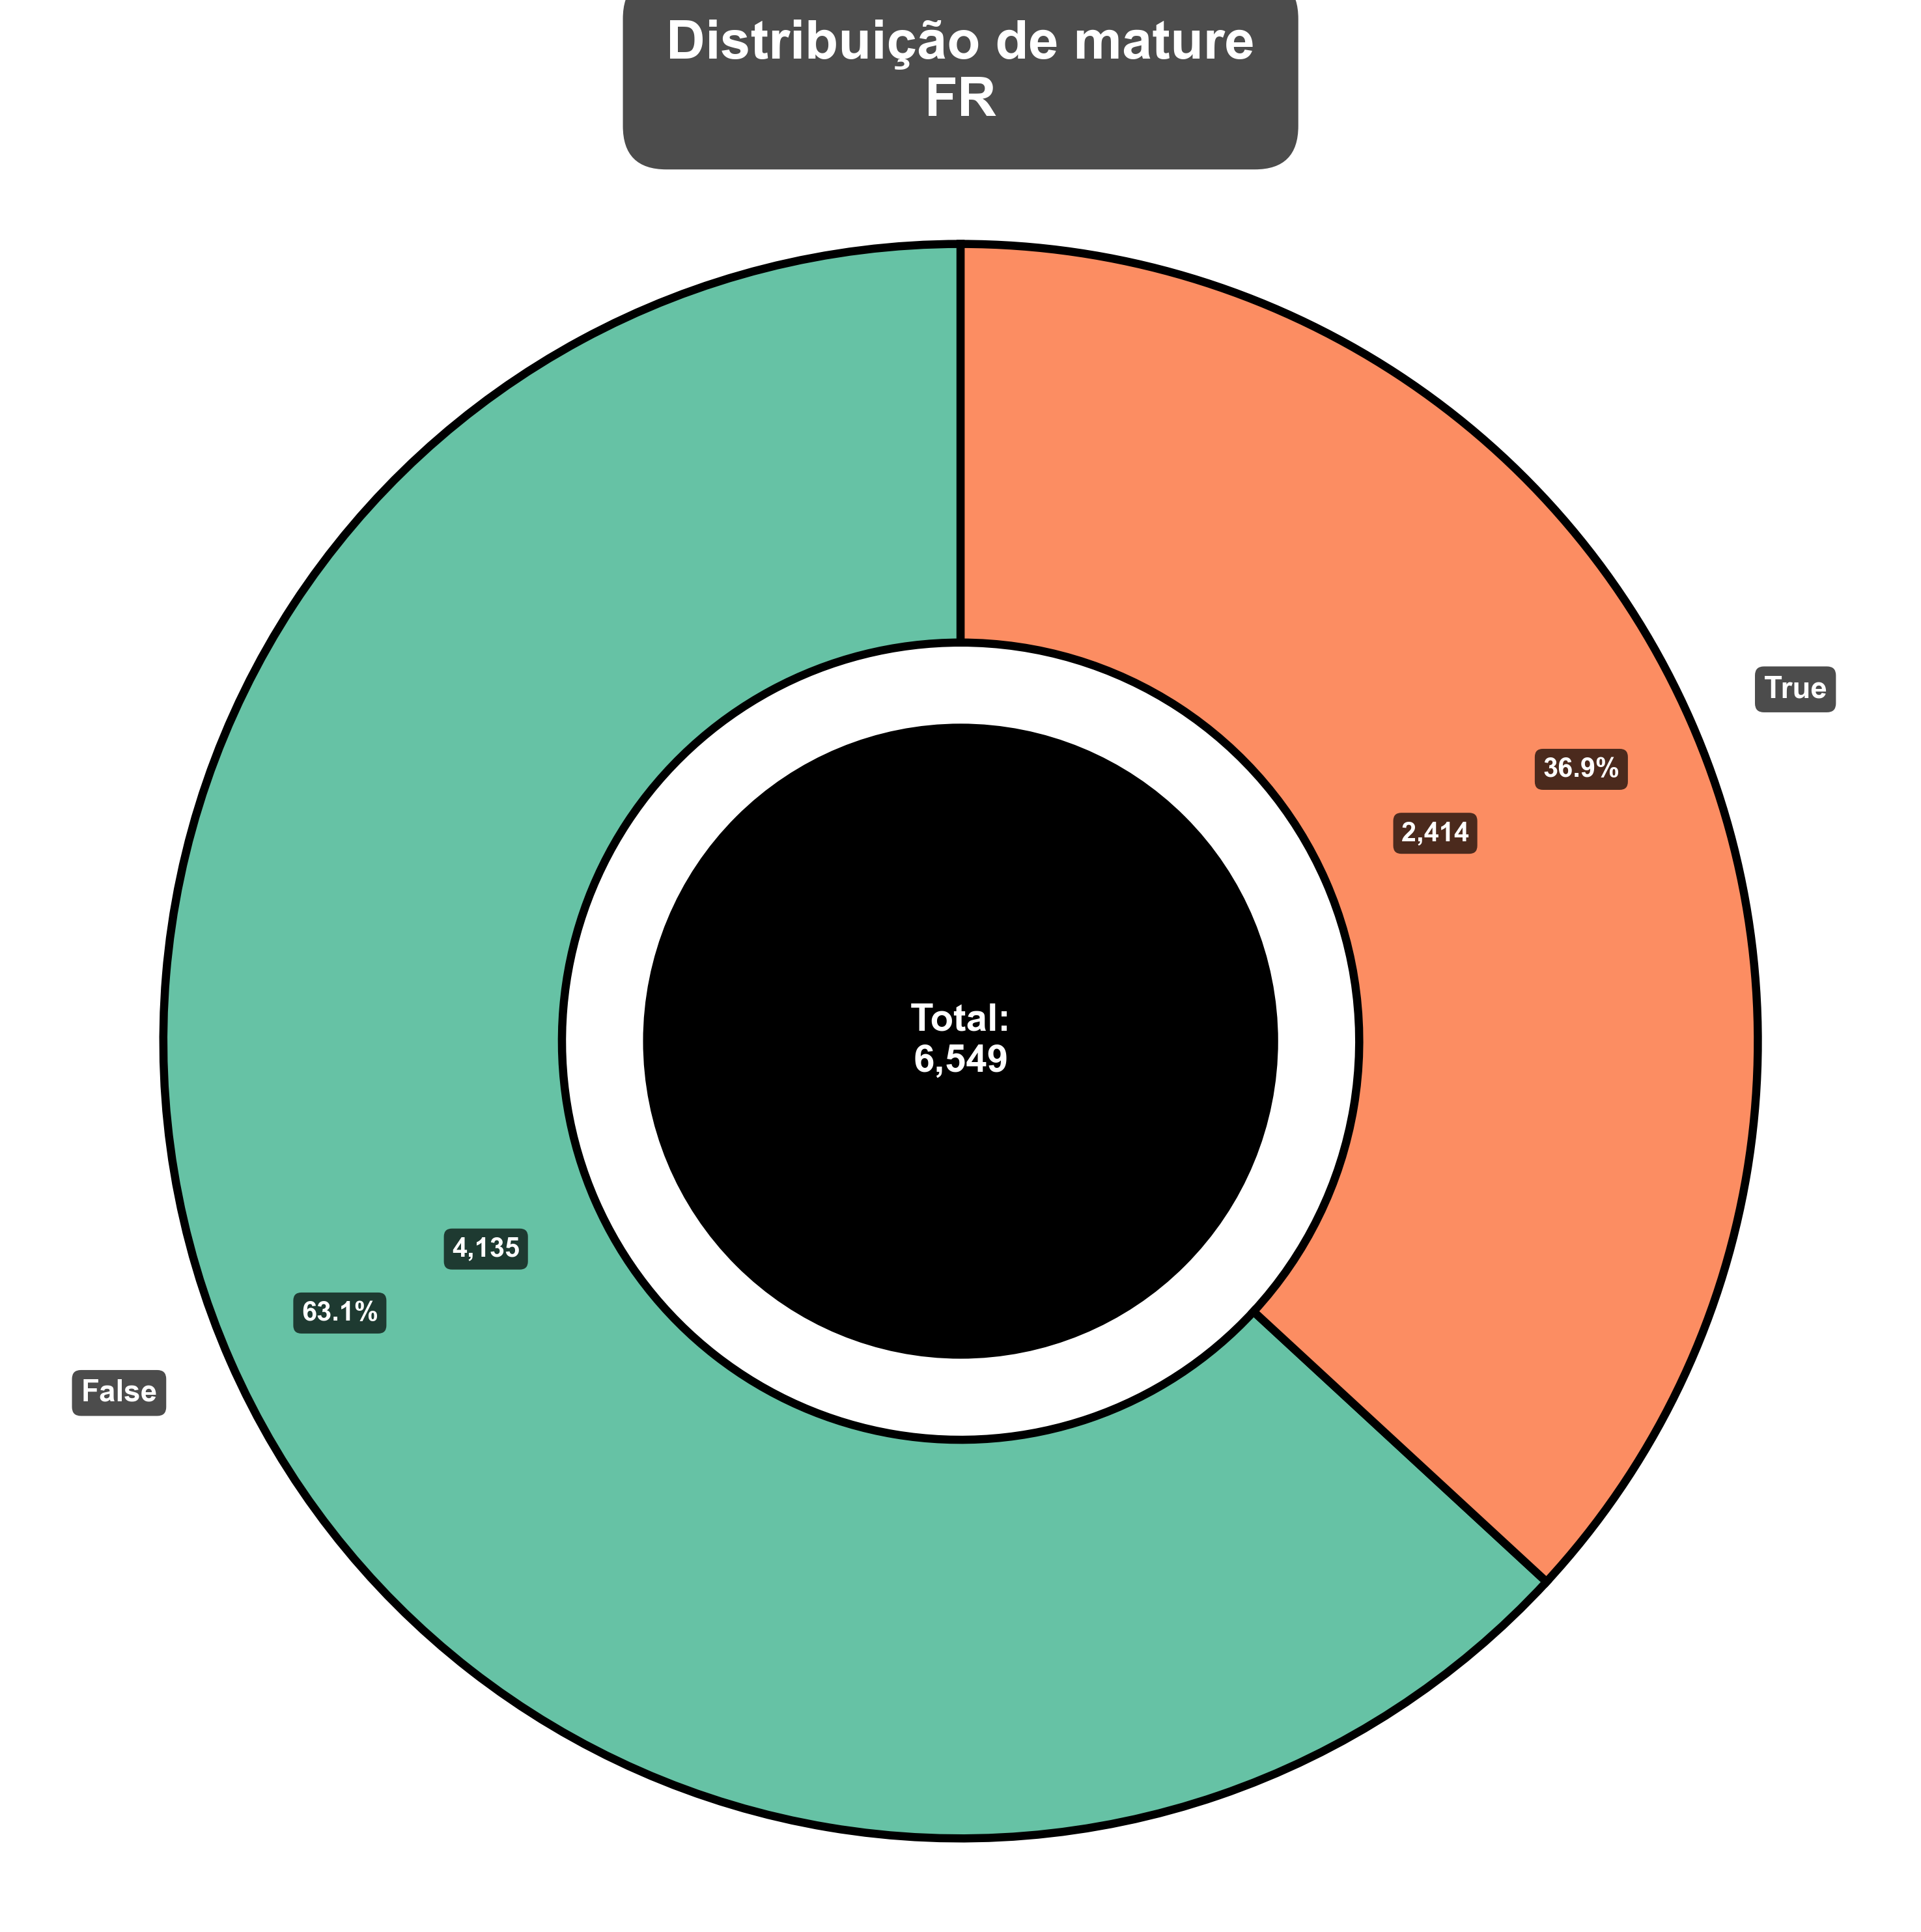 Distribuição de mature
FR
True
36.9%
2,414
Total:
6,549
4,135
63.1%
False